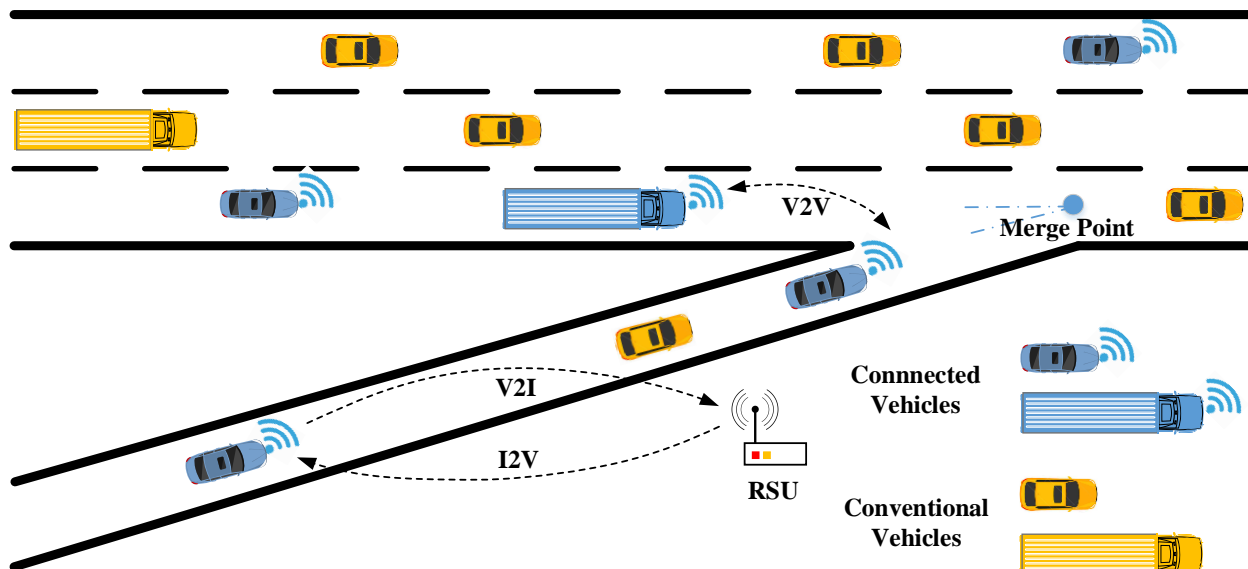 V2V
Merge Point
V2I
I2V
RSU
Connnected
Vehicles
Conventional
Vehicles